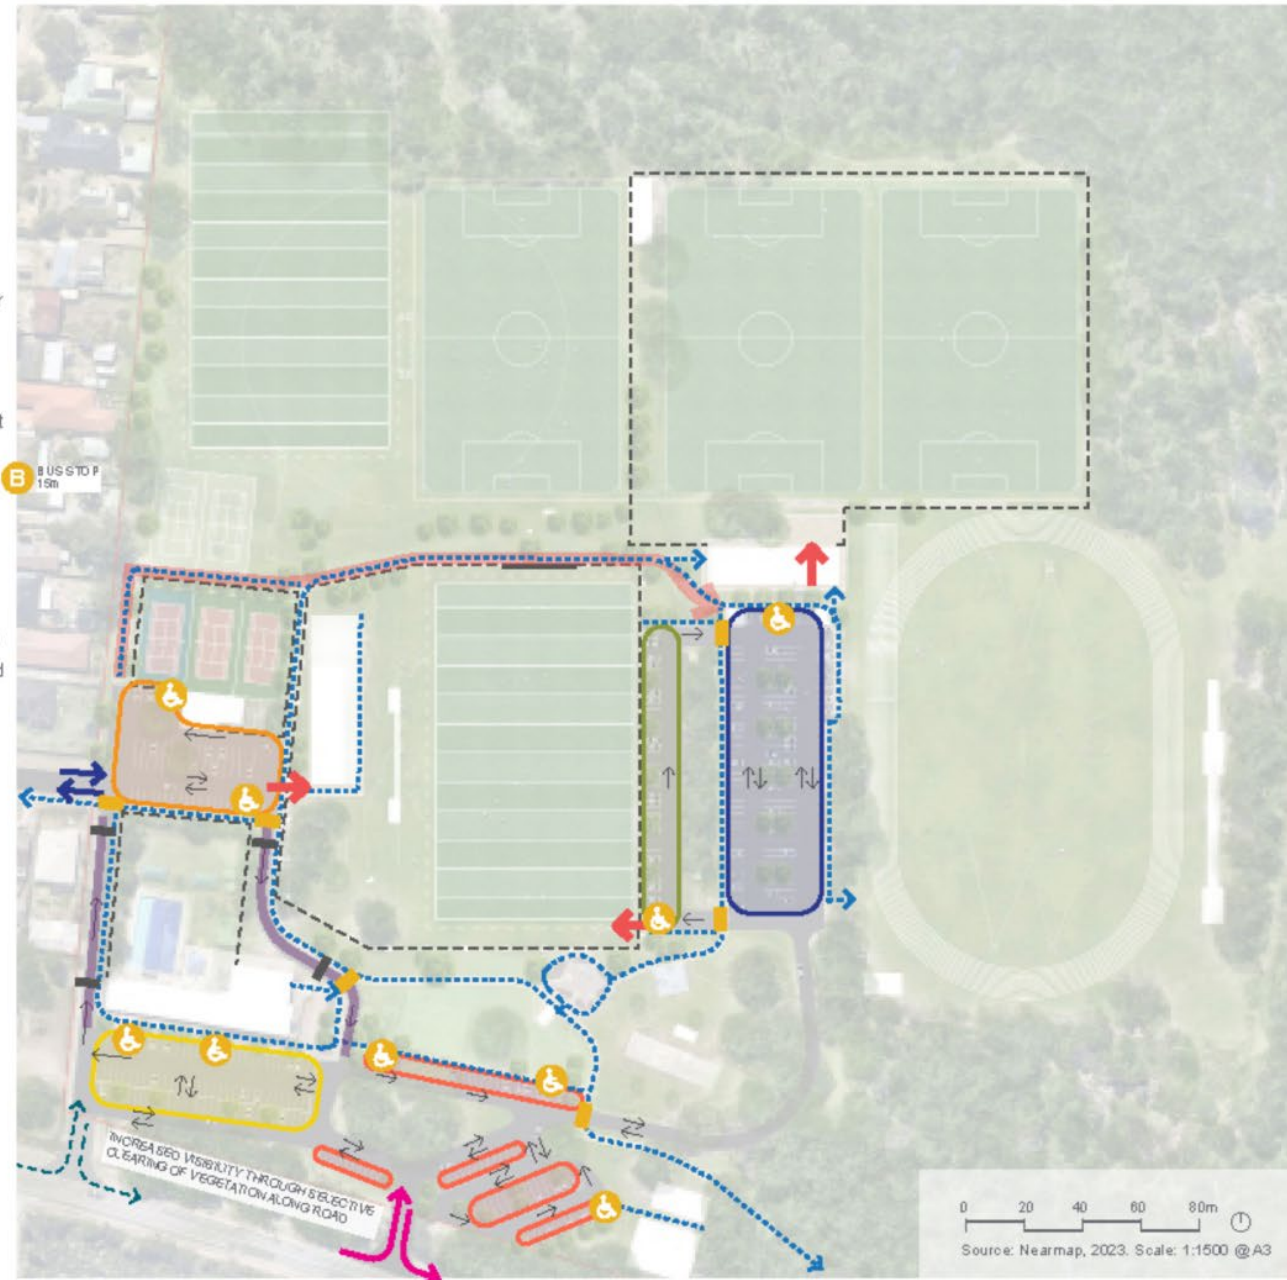 B
BUS STOP
15m
INCREASED VISIBILITY THROUGH SELECTIVE
CLEARING OF VEGETATION ALONG ROAD
0 20 40 60 80m
Source: Nearmap, 2023. Scale: 1:1500 @A3